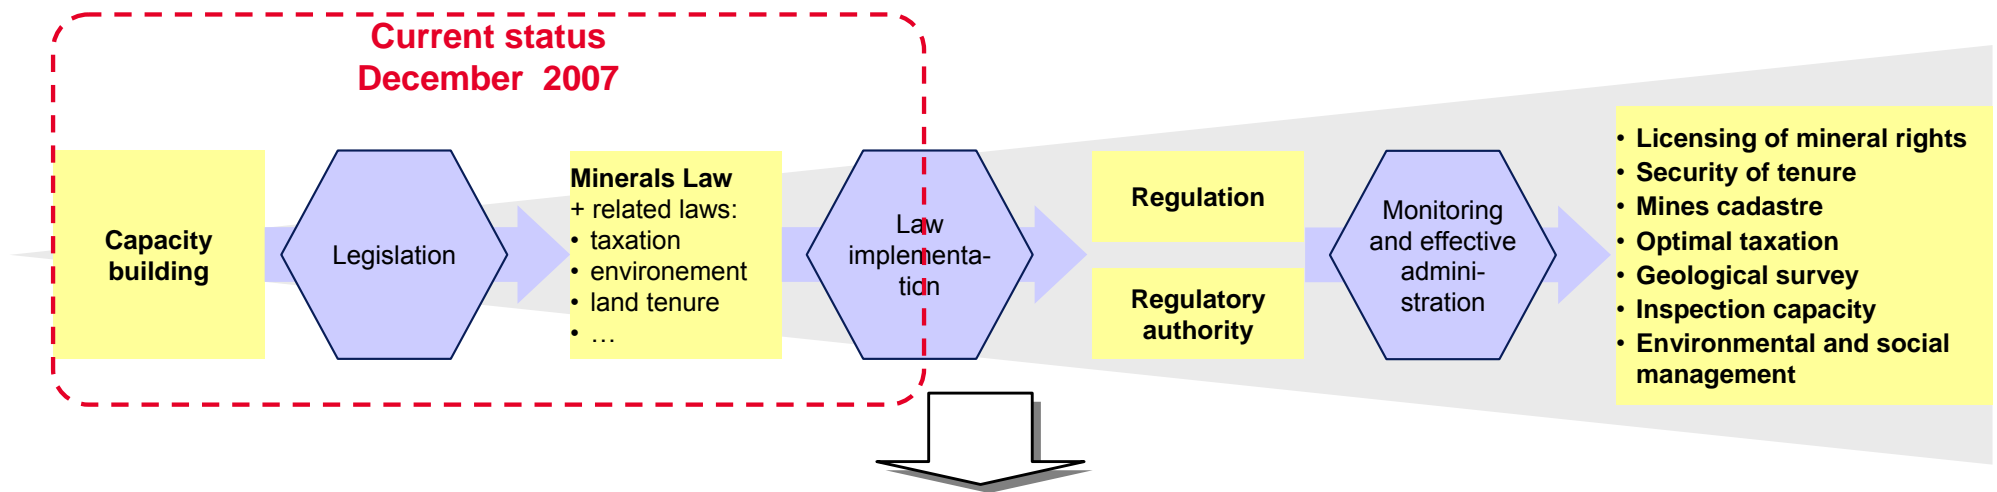 Current status
December 2007
Capacity
building
Legislation
Minerals Law
+ related laws:
• taxation
• environement
• land tenure
• …
Law
implementa-
tion
Regulation
Regulatory
authority
Monitoring
and effective
admini-
stration
• Licensing of mineral rights
• Security of tenure
• Mines cadastre
• Optimal taxation
• Geological survey
• Inspection capacity
• Environmental and social
management